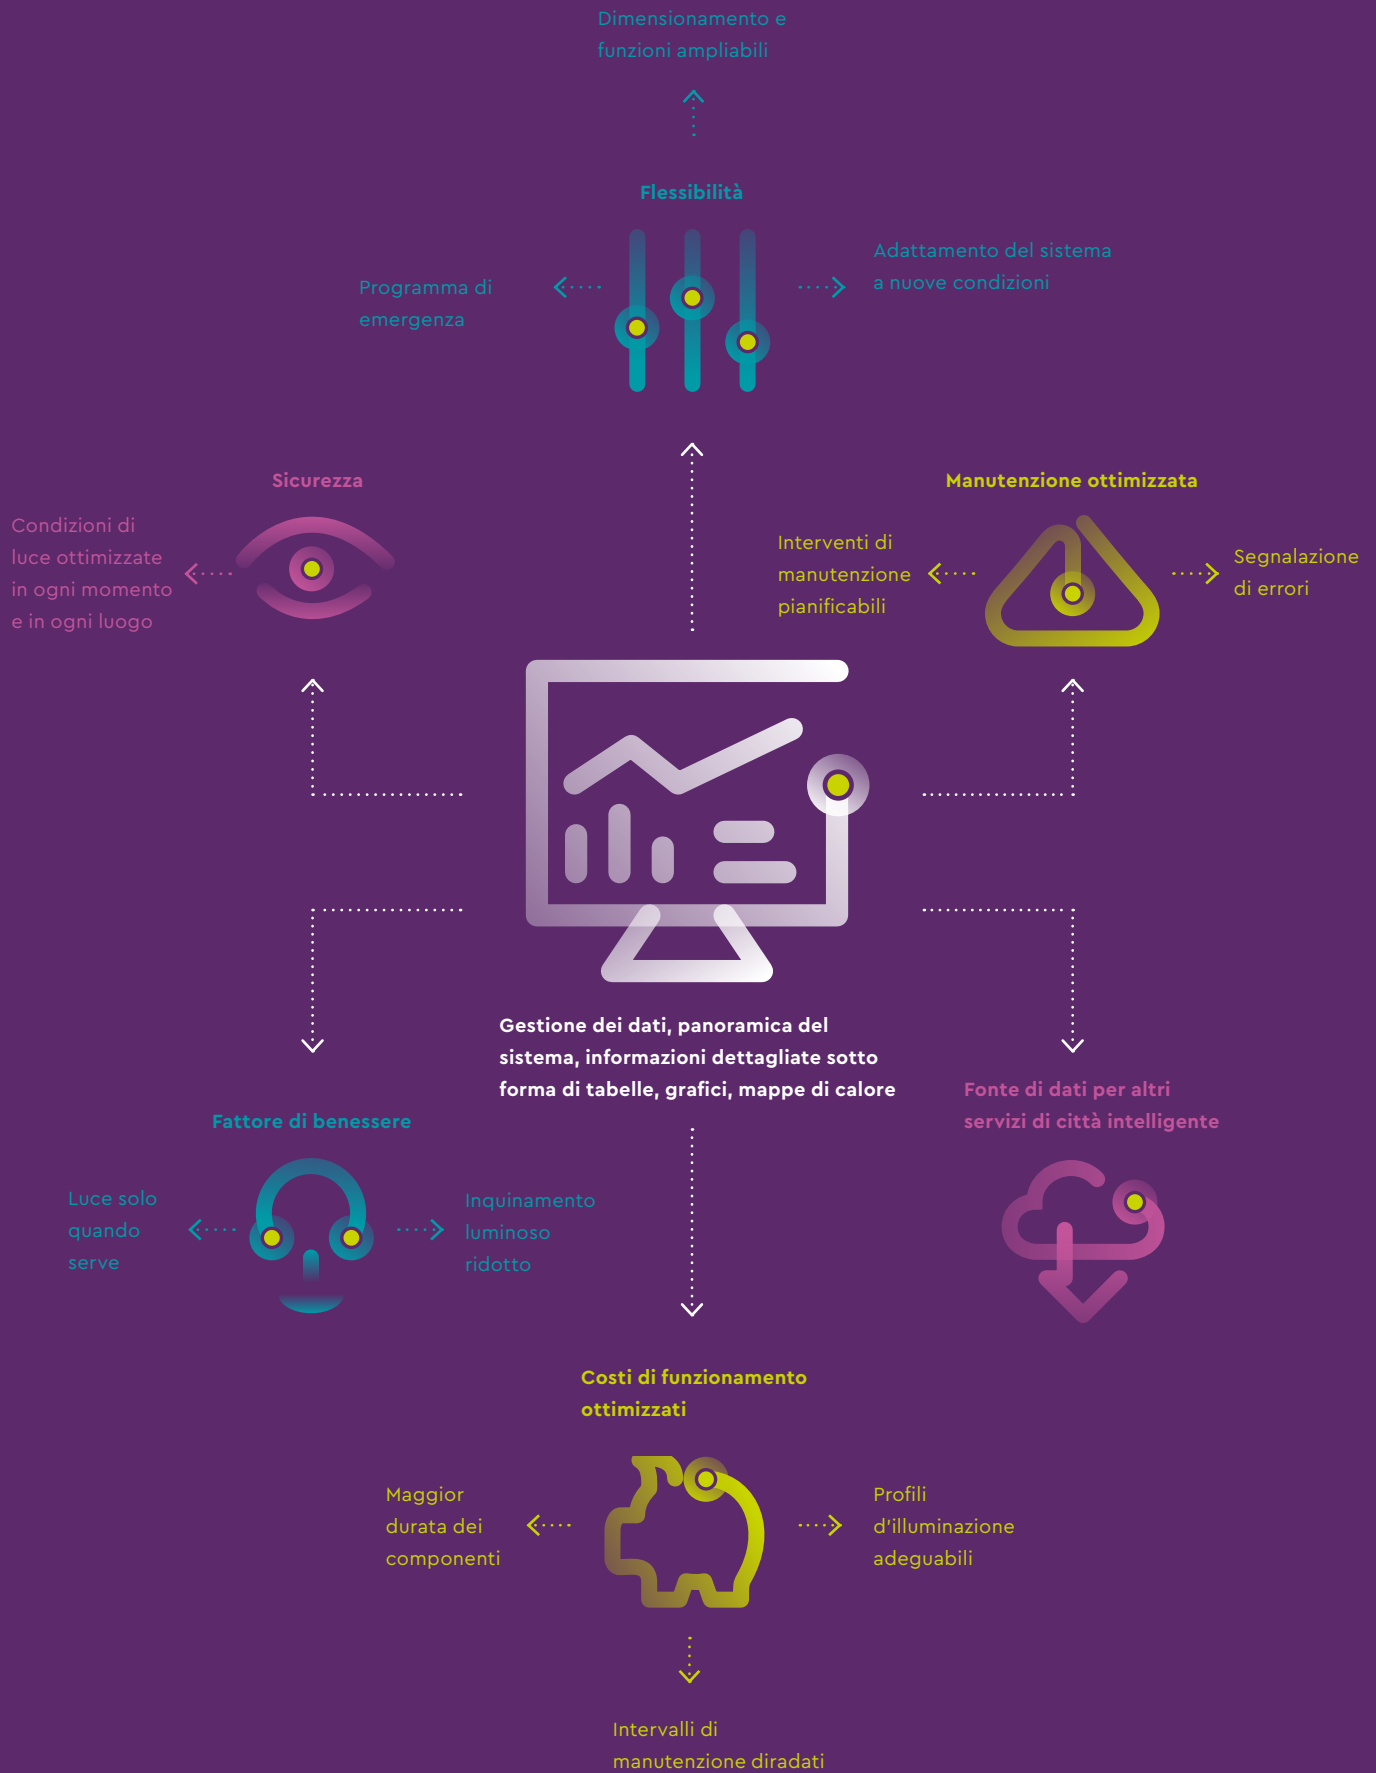 Dimensionamento e
funzioni ampliabili
Flessibilità
Programma di
emergenza
Adattamento del sistema
a nuove condizioni
Sicurezza
Condizioni di
luce ottimizzate
in ogni momento
e in ogni luogo
Manutenzione ottimizzata
Interventi di
manutenzione
pianificabili
Segnalazione
di errori
Gestione dei dati, panoramica del
sistema, informazioni dettagliate sotto
forma di tabelle, grafici, mappe di calore
Fattore di benessere
Luce solo
quando
serve
Inquinamento
luminoso
ridotto
Fonte di dati per altri
servizi di città intelligente
Costi di funzionamento
ottimizzati
Maggior
durata dei
componenti
Profili
d'illuminazione
adeguabili
Intervalli di
manutenzione diradati